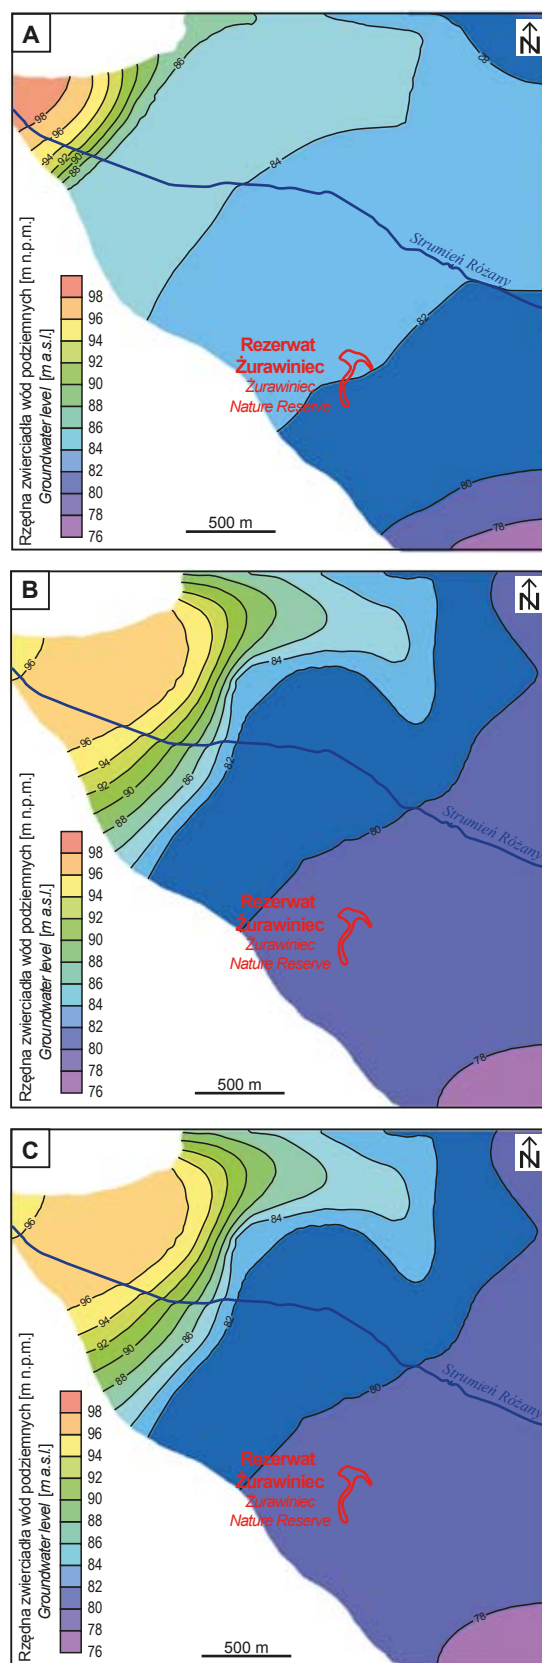 A
N
86
82
98
96
94
92
90
88
84
Strumień Różany
82
Rezerwat
Żurawiniec
Żurawiniec
Nature Reserve
80
78
Rzędna zwierciadła wód podziemnych [m n.p.m.]
Groundwater level [m a.s.l.]
98
96
94
92
90
88
86
84
82
80
78
76
500 m
B
N
96
84
96
94
92
90
88
86
82
80
Strumień Różany
Rezerwat
Żurawiniec
Żurawiniec
Nature Reserve
78
Rzędna zwierciadła wód podziemnych [m n.p.m.]
Groundwater level [m a.s.l.]
98
96
94
92
90
88
86
84
82
80
78
76
500 m
C
N
96
84
96
94
92
90
88
86
82
80
Strumień Różany
Rezerwat
Żurawiniec
Żurawiniec
Nature Reserve
78
Rzędna zwierciadła wód podziemnych [m n.p.m.]
Groundwater level [m a.s.l.]
98
96
94
92
90
88
86
84
82
80
78
76
500 m